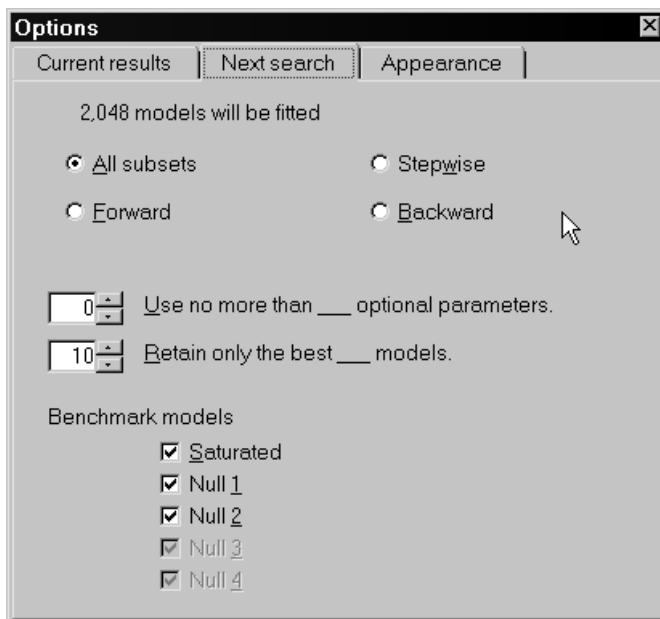 Options
Current results Next search Appearance
2,048 models will be fitted
All subsets Stepwise
Forward Backward
0 Use no more than ___ optional parameters.
10 Retain only the best ___ models.
Benchmark models
Saturated
Null 1
Null 2
Null 3
Null 4